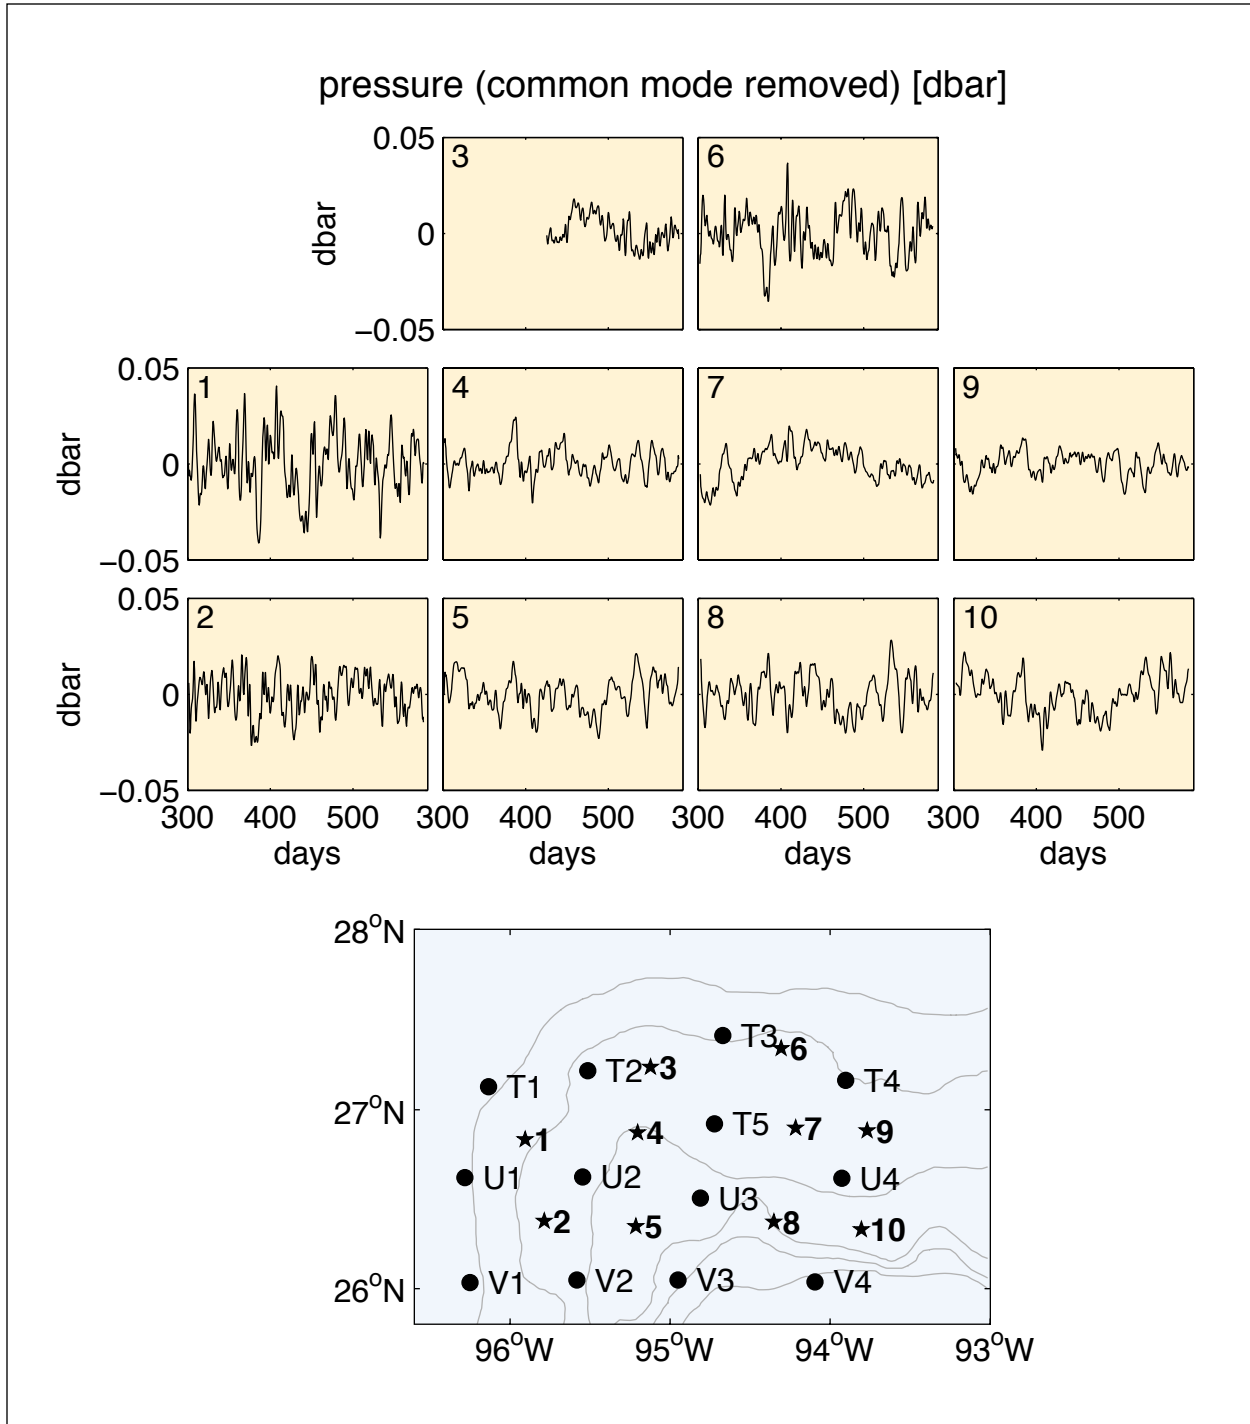 pressure (common mode removed) [dbar]
0.05
3
6
dbar
0
−0.05
0.05
1
4
7
9
dbar
0
−0.05
0.05
2
5
8
10
dbar
0
−0.05
300 400 500 300 400 500 300 400 500 300 400 500
days days days days
28°N
T3
6
T2
3
T4
T1
27°N
T5
7
9
4
1
U1
U2
U4
U3
2
5
8
10
V1
V2
V3
V4
26°N
96°W 95°W 94°W 93°W